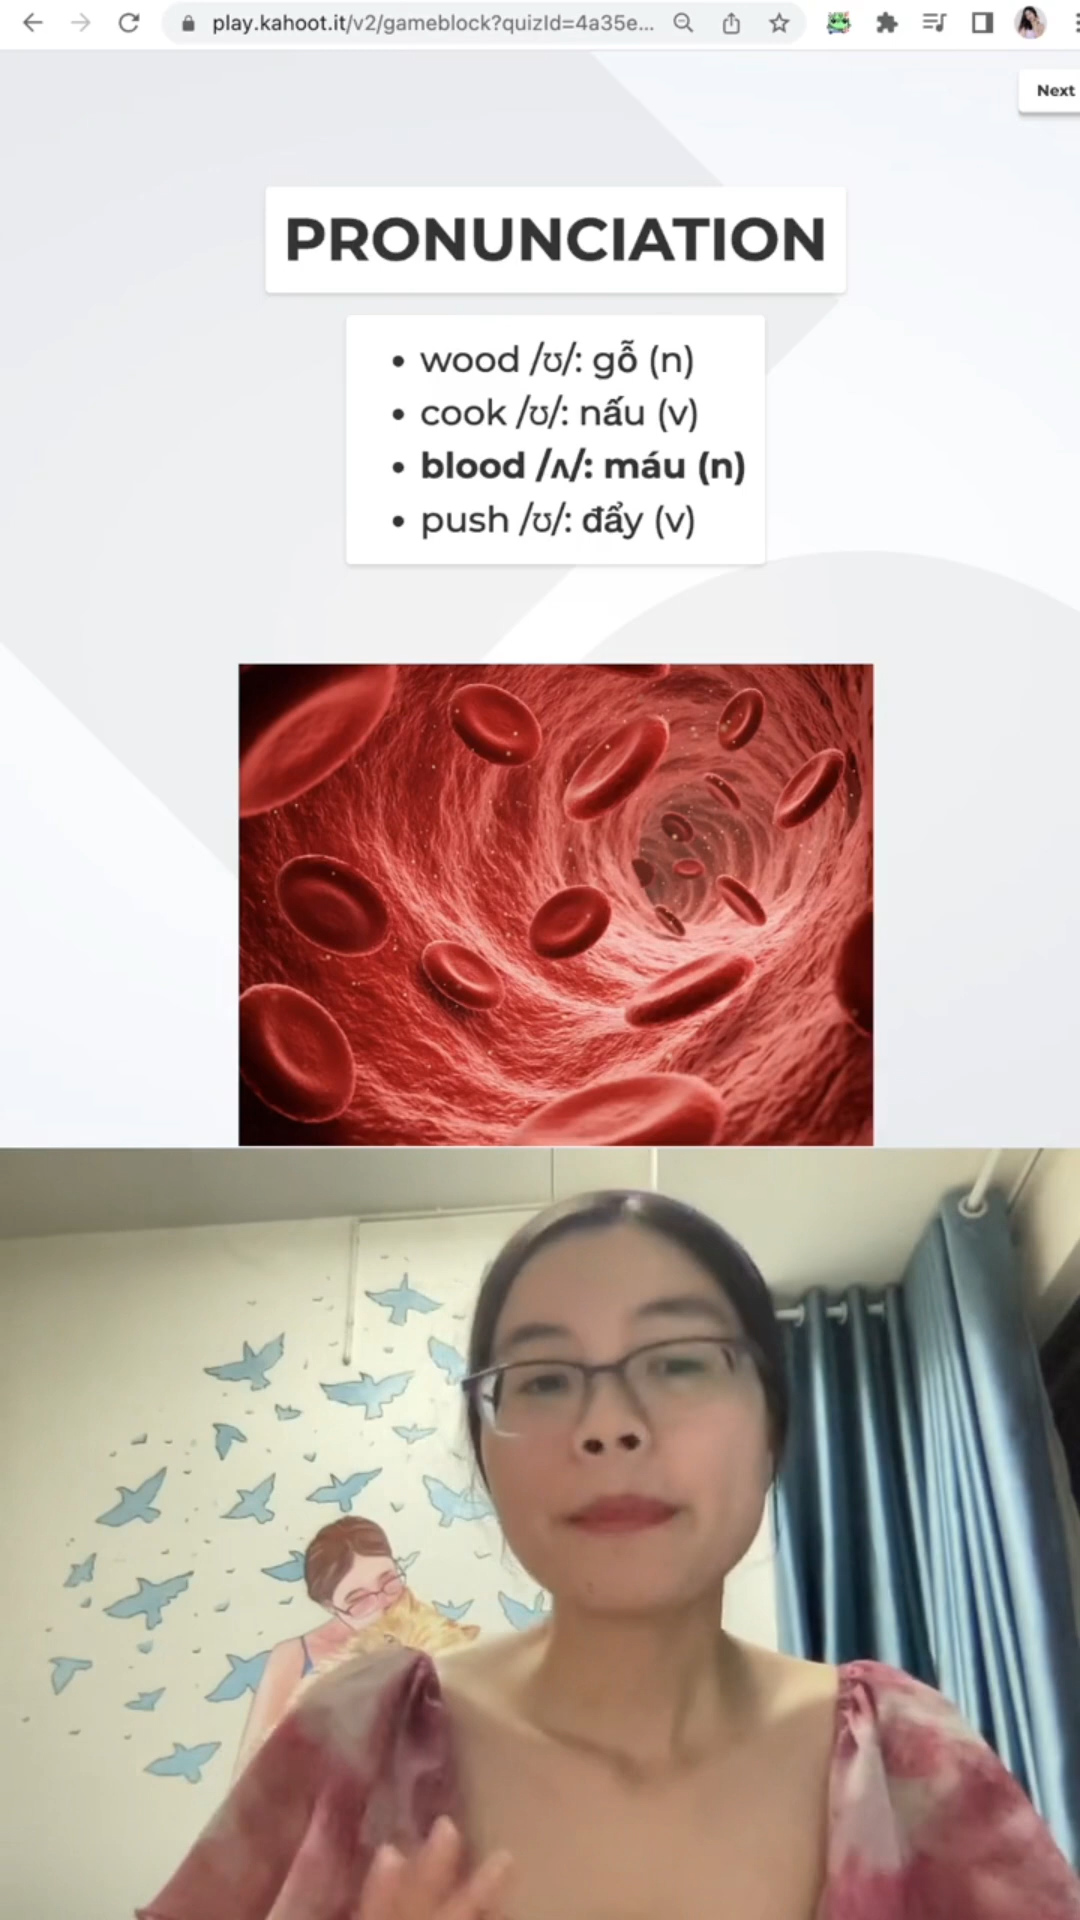 play.kahoot.it/v2/gameblock?quizId=4a35e...
Next
PRONUNCIATION
• wood /ʊ/: gỗ (n)
• cook /ʊ/: nấu (v)
• blood /ʌ/: máu (n)
• push /ʊ/: đẩy (v)